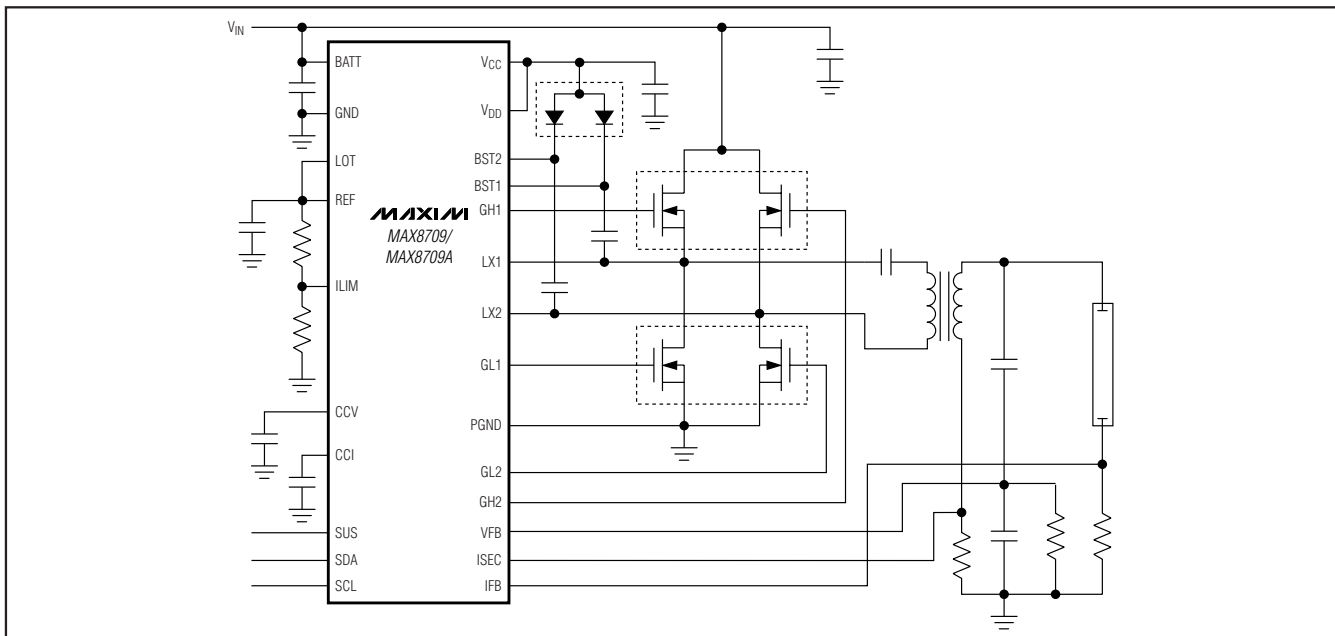 VIN
BATT
GND
LOT
REF
ILIM
CCV
CCI
SUS
SDA
SCL
MAXIM
MAX8709/
MAX8709A
VCC
VDD
BST2
BST1
GH1
LX1
LX2
GL1
PGND
GL2
GH2
VFB
ISEC
IFB